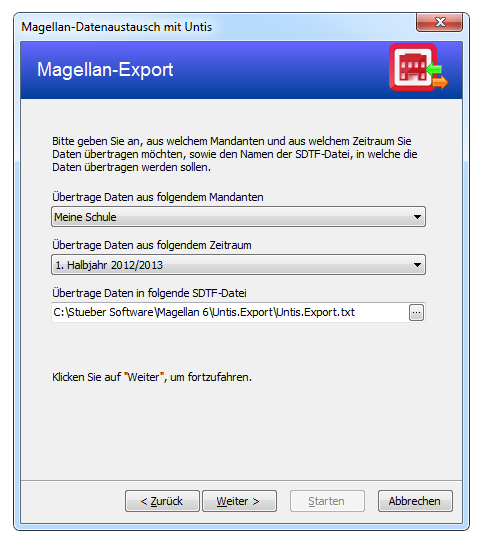 Magellan-Datenaustausch mit Untis
Magellan-Export
Bitte geben Sie an, aus welchem Mandanten und aus welchem Zeitraum Sie
Daten übertragen möchten, sowie den Namen der SDTF-Datei, in welche die
Daten übertragen werden sollen.
Übertrage Daten aus folgendem Mandanten
Meine Schule
Übertrage Daten aus folgendem Zeitraum
1. Halbjahr 2012/2013
Übertrage Daten in folgende SDTF-Datei
C:\Stueber Software\Magellan 6\Untis.Export\Untis.Export.txt ...
Klicken Sie auf "Weiter", um fortzufahren.
< Zurück Weiter > Starten Abbrechen